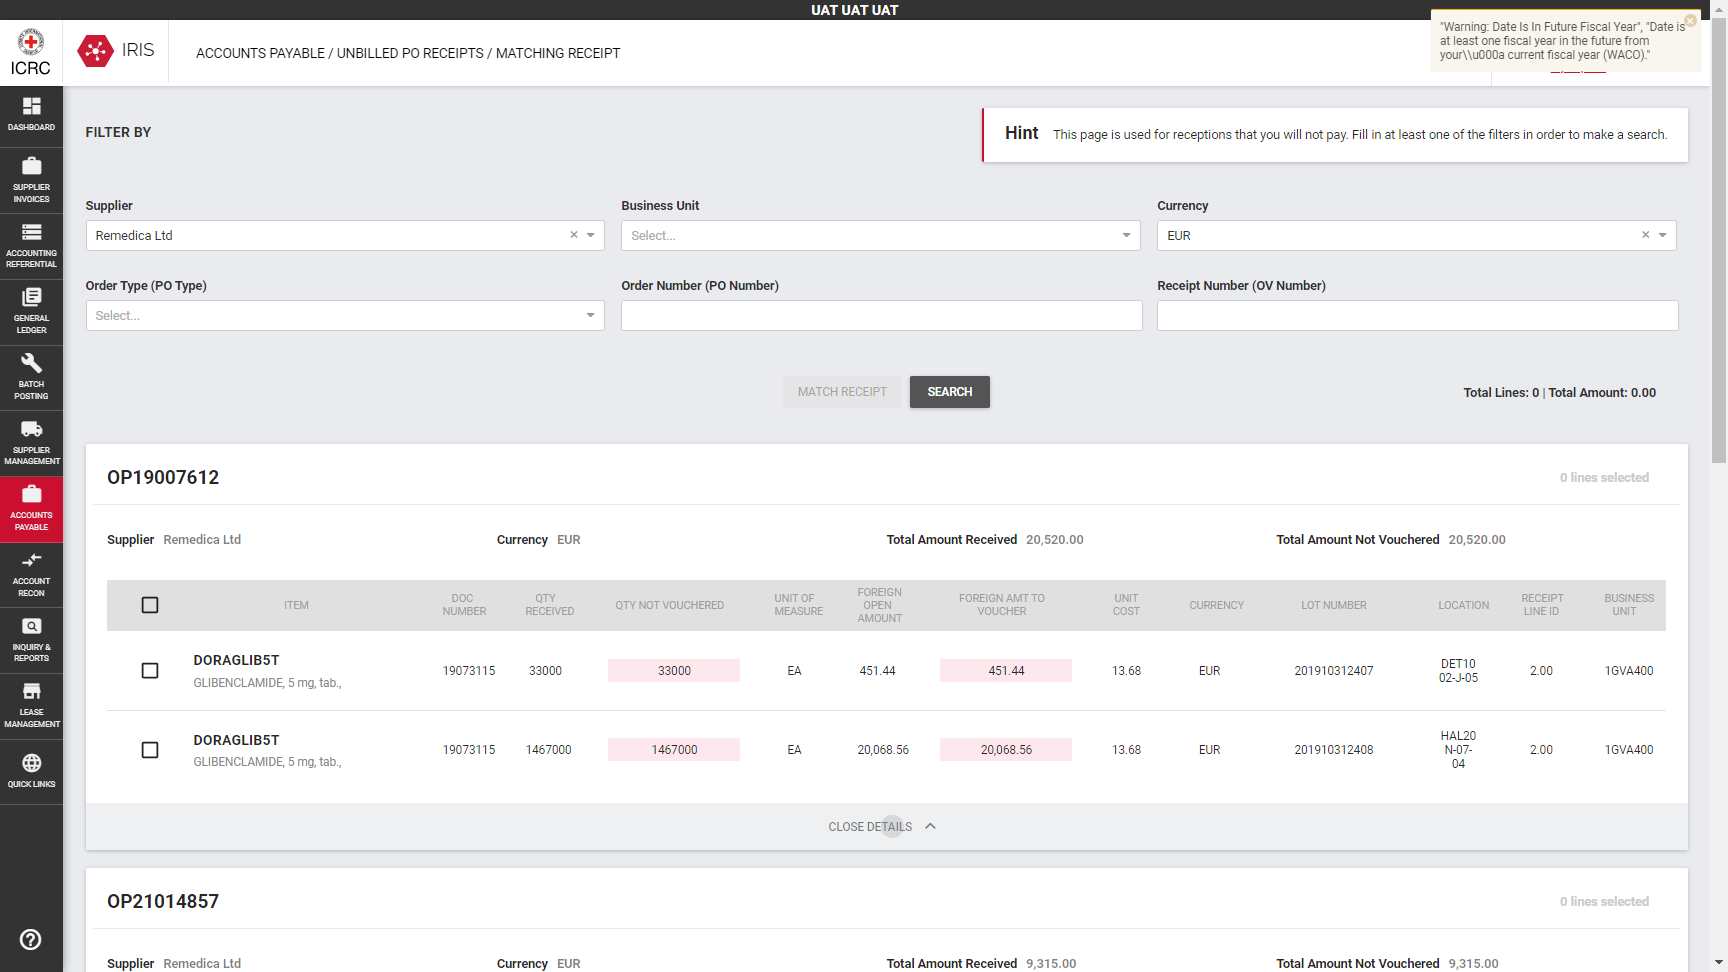 UAT UAT UAT
ICRC
IRIS
ACCOUNTS PAYABLE / UNBILLED PO RECEIPTS / MATCHING RECEIPT
"Warning: Date Is In Future Fiscal Year", "Date is
at least one fiscal year in the future from
your\\u000a current fiscal year (WACO)."
DASHBOARD
SUPPLIER
INVOICES
ACCOUNTING
REFERENTIAL
GENERAL
LEDGER
BATCH
POSTING
SUPPLIER
MANAGEMENT
ACCOUNTS
PAYABLE
ACCOUNT
RECON
INQUIRY &
REPORTS
LEASE
MANAGEMENT
QUICK LINKS
FILTER BY
Hint This page is used for receptions that you will not pay. Fill in at least one of the filters in order to make a search.
Supplier Business Unit Currency
Remedica Ltd Select... EUR
Order Type (PO Type) Order Number (PO Number) Receipt Number (OV Number)
Select...
MATCH RECEIPT SEARCH Total Lines: 0 | Total Amount: 0.00
OP19007612 0 lines selected
Supplier Remedica Ltd Currency EUR Total Amount Received 20,520.00 Total Amount Not Vouchered 20,520.00
ITEM DOC NUMBER QTY RECEIVED QTY NOT VOUCHERED UNIT OF MEASURE FOREIGN OPEN AMOUNT FOREIGN AMT TO VOUCHER UNIT COST CURRENCY LOT NUMBER LOCATION RECEIPT LINE ID BUSINESS UNIT
DORAGLIB5T
GLIBENCLAMIDE, 5 mg, tab.,
19073115 33000 33000 EA 451.44 451.44 13.68 EUR 201910312407 DET10 02-J-05 2.00 1GVA400
DORAGLIB5T
GLIBENCLAMIDE, 5 mg, tab.,
19073115 1467000 1467000 EA 20,068.56 20,068.56 13.68 EUR 201910312408 HAL20 N-07-04 2.00 1GVA400
CLOSE DETAILS
OP21014857 0 lines selected
Supplier Remedica Ltd Currency EUR Total Amount Received 9,315.00 Total Amount Not Vouchered 9,315.00